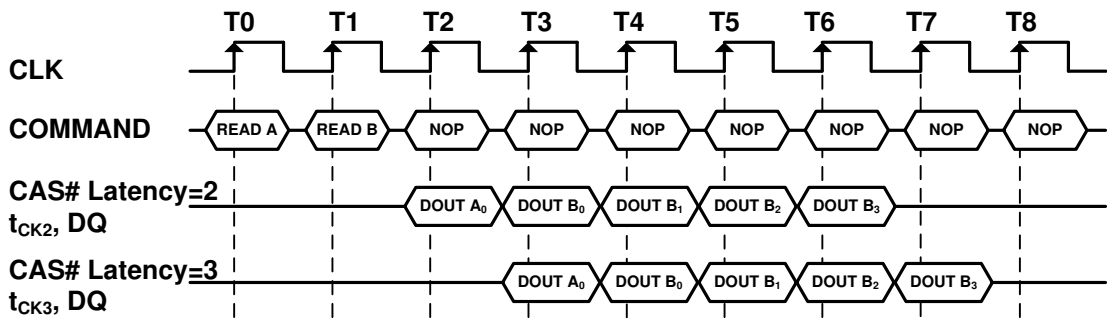 T0 T1 T2 T3 T4 T5 T6 T7 T8
CLK
COMMAND READ A READ B NOP NOP NOP NOP NOP NOP NOP
CAS# Latency=2
tCK2, DQ DOUT A0 DOUT B0 DOUT B1 DOUT B2 DOUT B3
CAS# Latency=3
tCK3, DQ DOUT A0 DOUT B0 DOUT B1 DOUT B2 DOUT B3